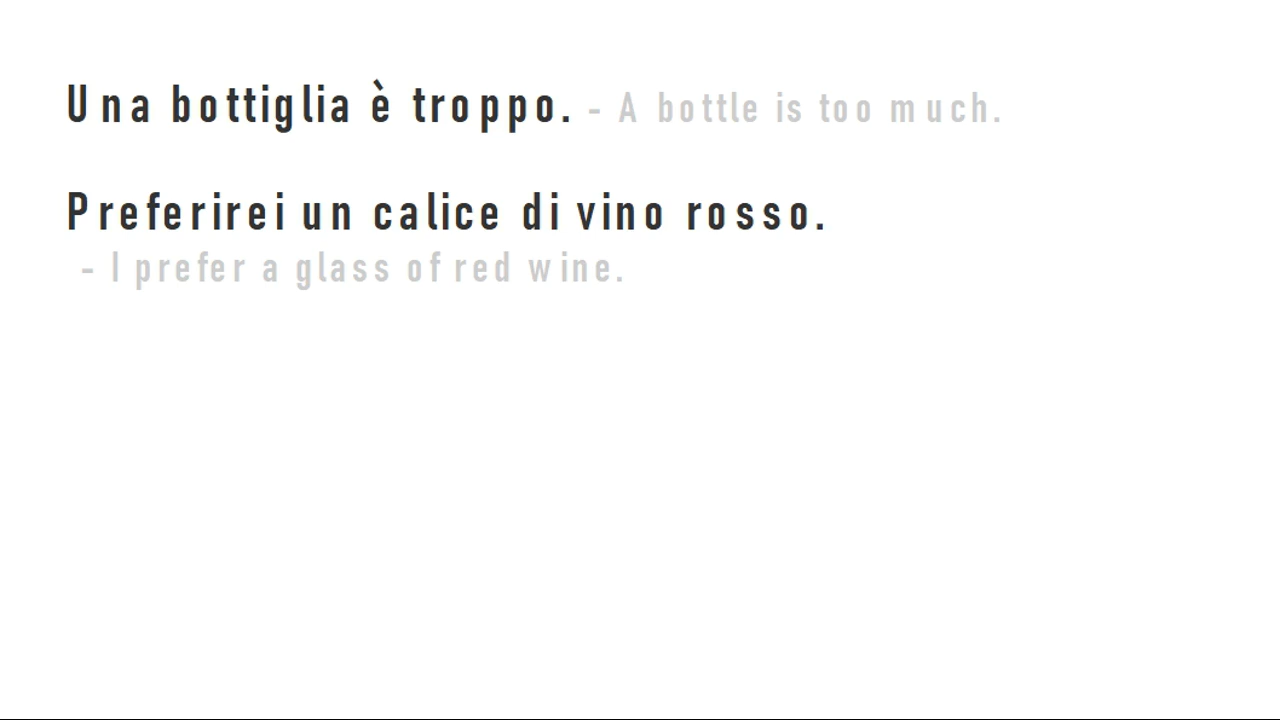 Una bottiglia è troppo. - A bottle is too much.
Preferirei un calice di vino rosso.
- I prefer a glass of red wine.